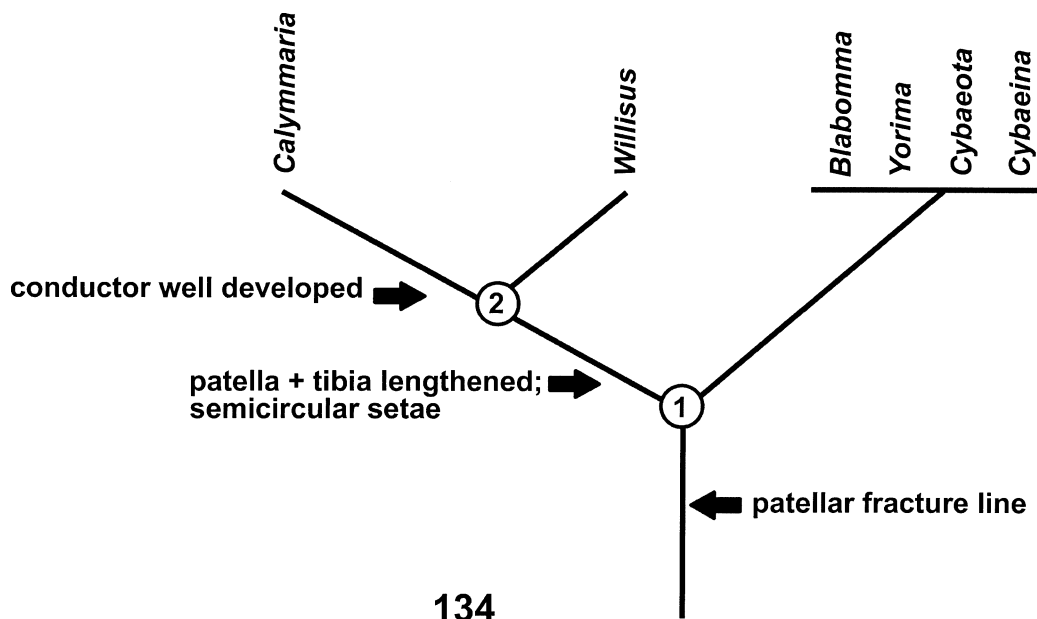 Calymmaria
Willisus
Blabomma
Yorima
Cybaeota
Cybaeina
conductor well developed
2
patella + tibia lengthened;
semicircular setae
1
patellar fracture line
134